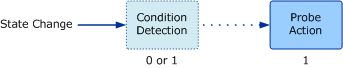 State Change
Condition
Detection
Probe
Action
0 or 1
1